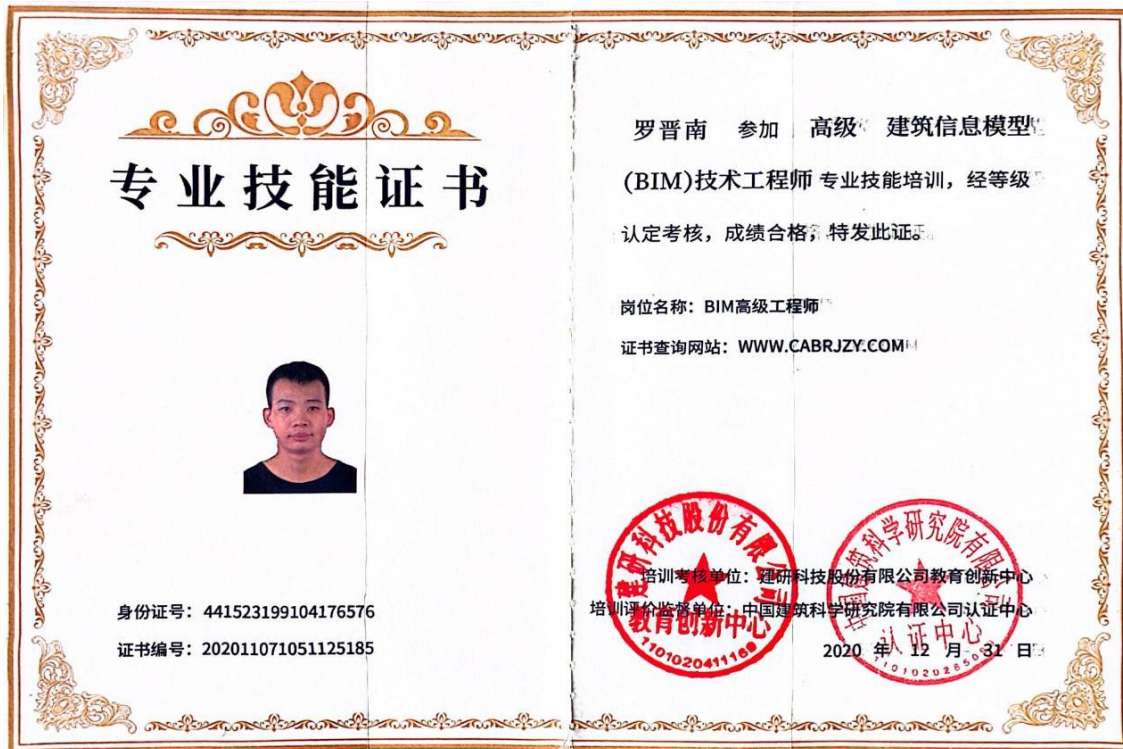 专业技能证书
身份证号：441523199104176576
证书编号：202011071051125185
罗晋南 参加 高级 建筑信息模型
(BIM)技术工程师 专业技能培训，经等级
认定考核，成绩合格，特发此证。
岗位名称：BIM高级工程师
证书查询网站：WWW.CABRJZY.COM
培训考核单位：建研科技股份有限公司教育创新中心
培训评价监督单位：中国建筑科学研究院有限公司认证中心
2020 年 12 月 31 日
建研科技股份有限公司
教育创新中心
中国建筑科学研究院有限公司
认证中心